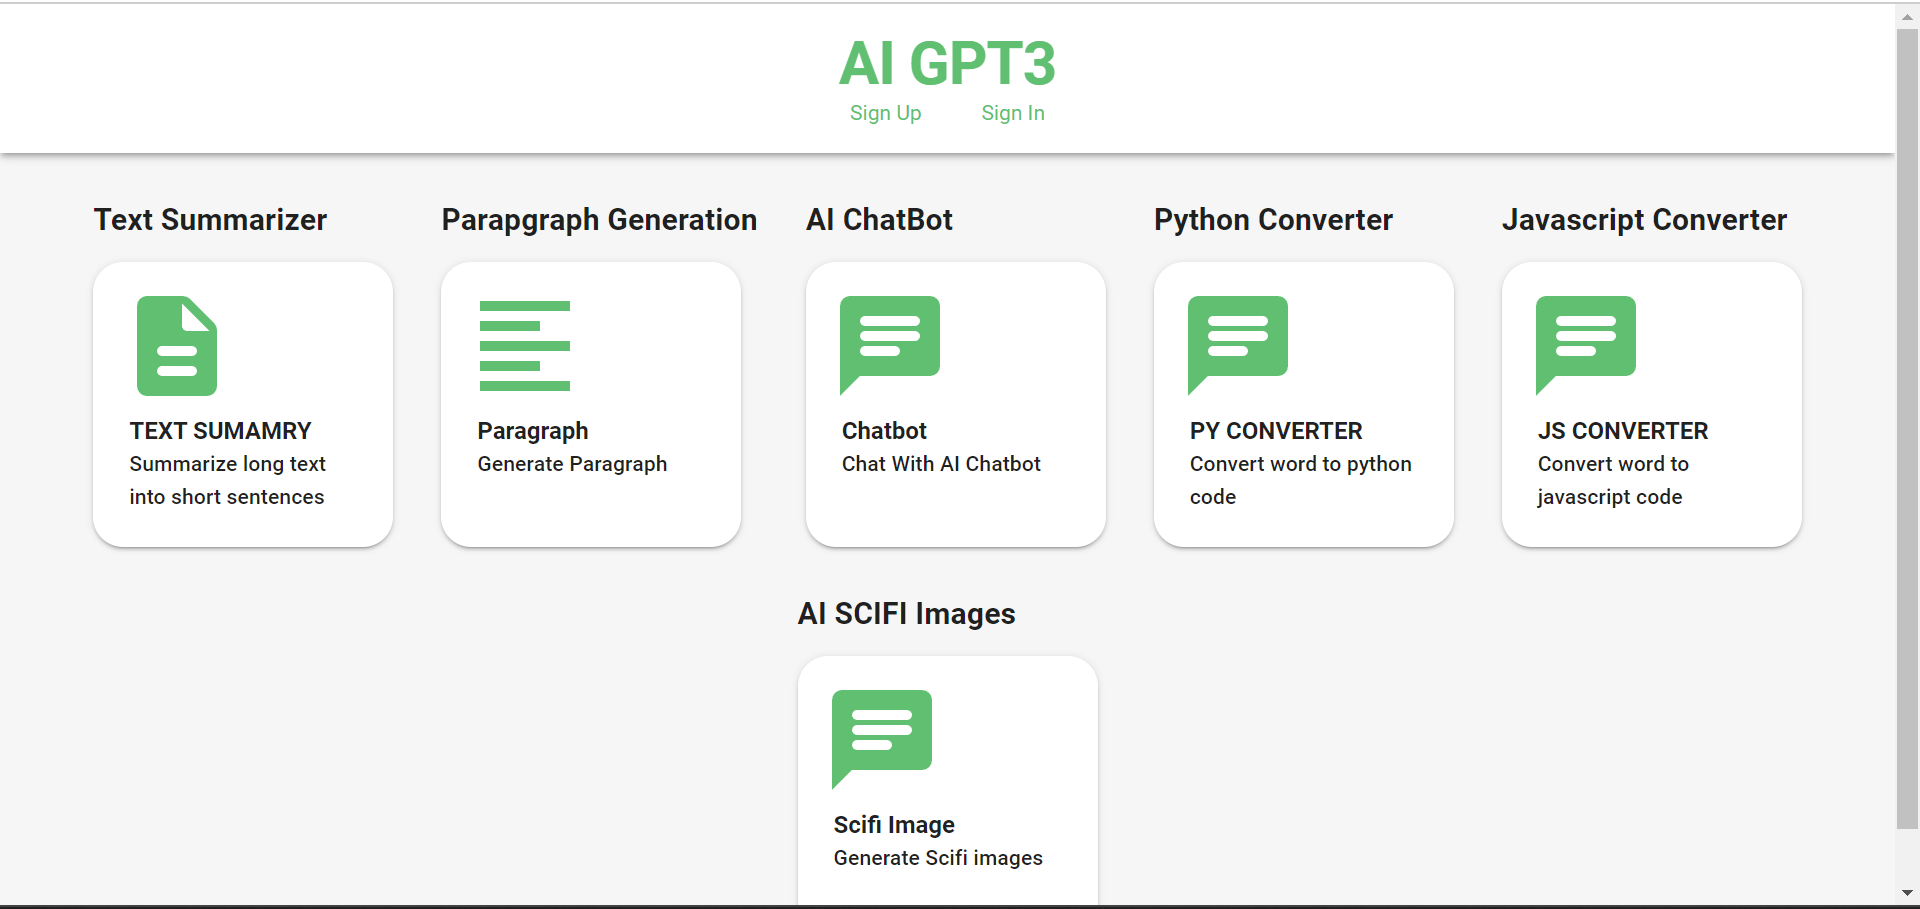 AI GPT3
Sign Up Sign In
Text Summarizer
Parapgraph Generation
AI ChatBot
Python Converter
Javascript Converter
TEXT SUMAMRY
Summarize long text
into short sentences
Paragraph
Generate Paragraph
Chatbot
Chat With AI Chatbot
PY CONVERTER
Convert word to python
code
JS CONVERTER
Convert word to
javascript code
AI SCIFI Images
Scifi Image
Generate Scifi images